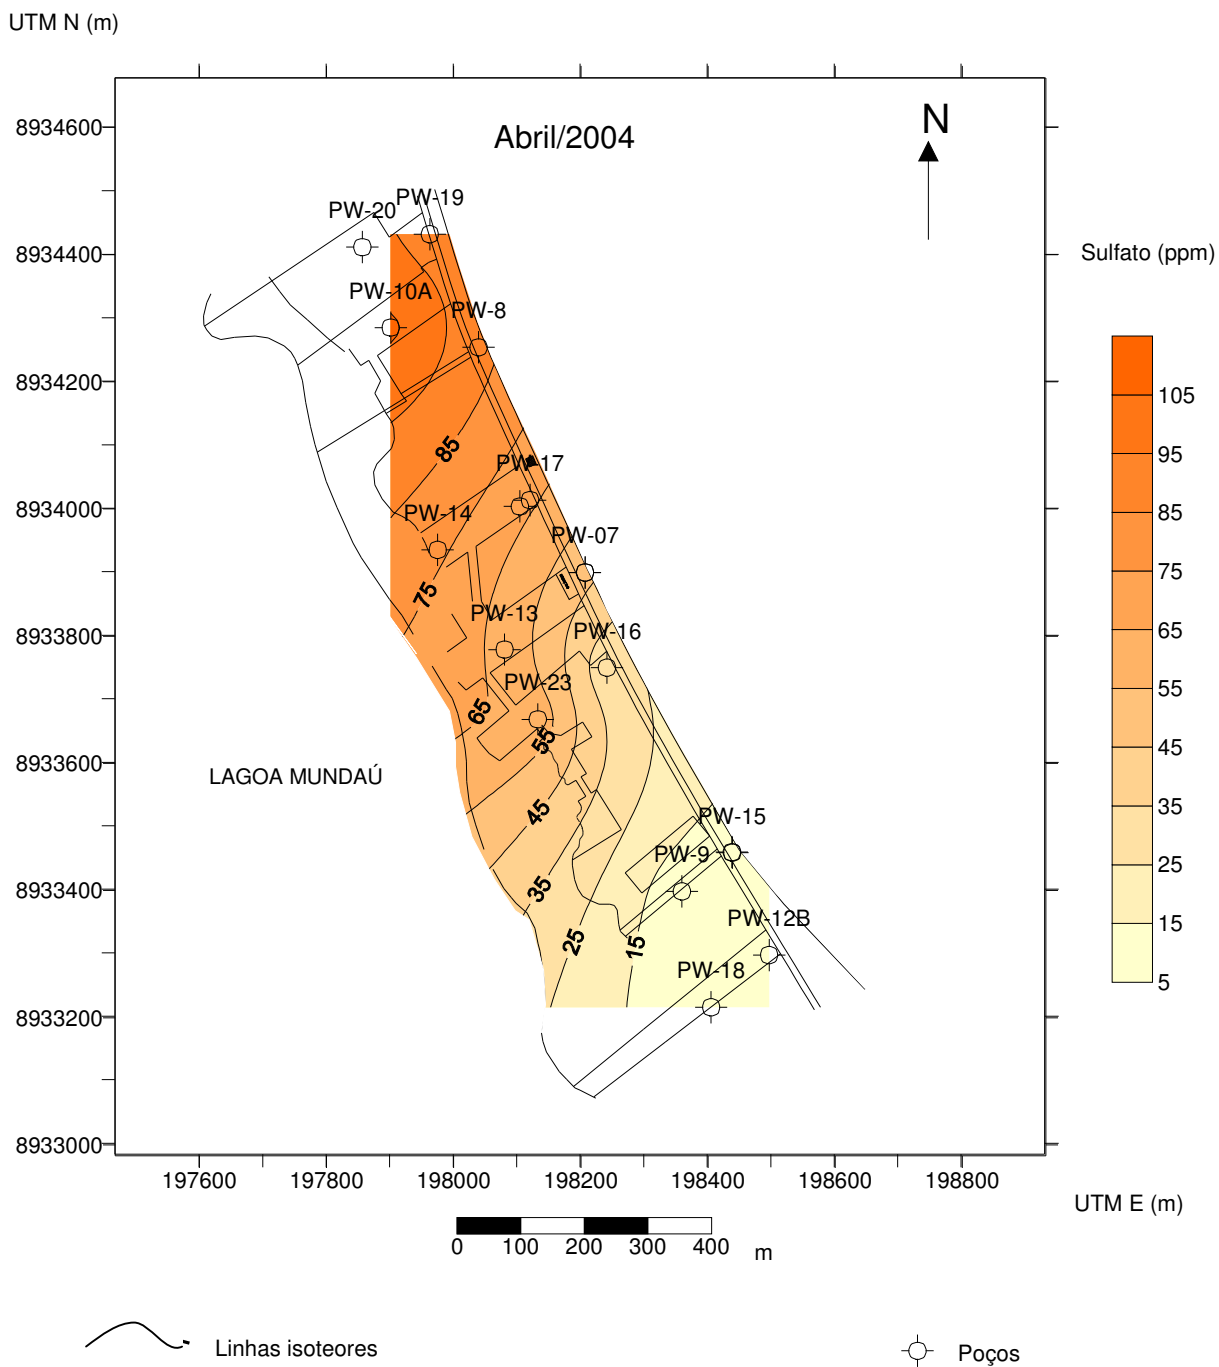 UTM N (m)
Abril/2004
N
8934600
8934400
8934200
8934000
8933800
8933600
8933400
8933200
8933000
PW-19
PW-20
PW-10A
PW-8
85
PW-17
PW-14
PW-07
75
PW-13
PW-16
PW-23
65
55
LAGOA MUNDAÚ
45
PW-15
PW-9
35
PW-12B
25
15
PW-18
Sulfato (ppm)
105
95
85
75
65
55
45
35
25
15
5
197600 197800 198000 198200 198400 198600 198800
UTM E (m)
0 100 200 300 400 m
Linhas isoteores
Poços